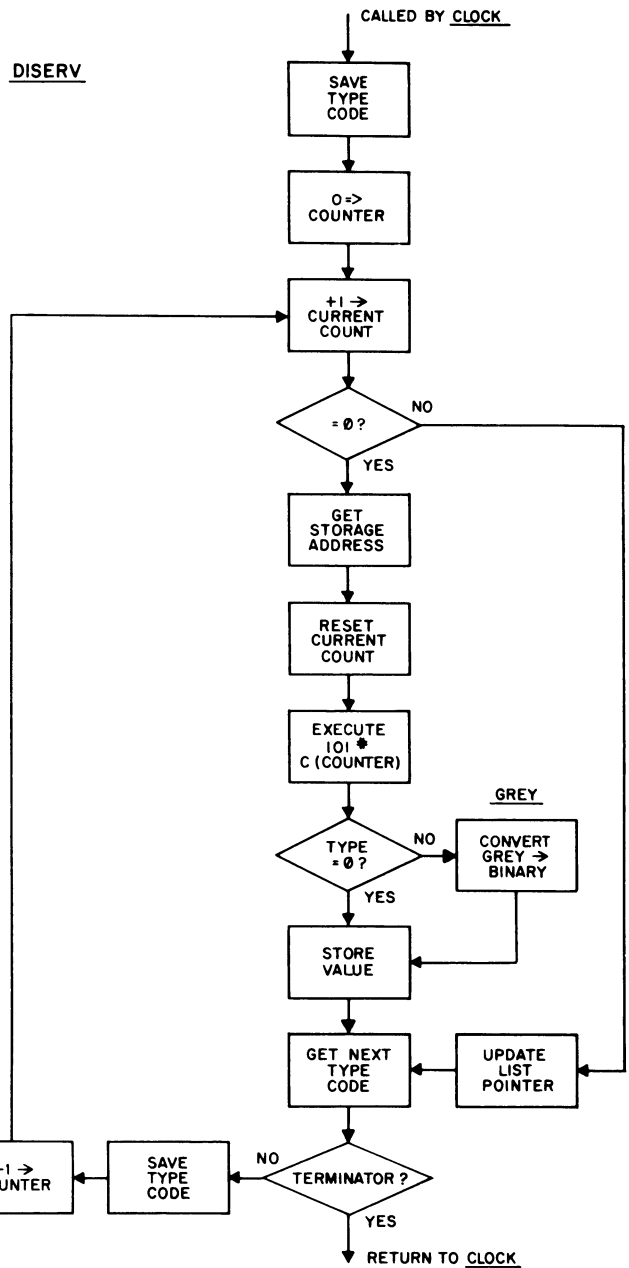 CALLED BY CLOCK
DISERV
SAVE
TYPE
CODE
0=>
COUNTER
+1 →
CURRENT
COUNT
= Ø ?
NO
YES
GET
STORAGE
ADDRESS
RESET
CURRENT
COUNT
EXECUTE
101 *
C (COUNTER)
GREY
TYPE
= Ø ?
NO
YES
CONVERT
GREY →
BINARY
STORE
VALUE
GET NEXT
TYPE
CODE
UPDATE
LIST
POINTER
-1 →
UNTER
SAVE
TYPE
CODE
NO
TERMINATOR ?
YES
RETURN TO CLOCK